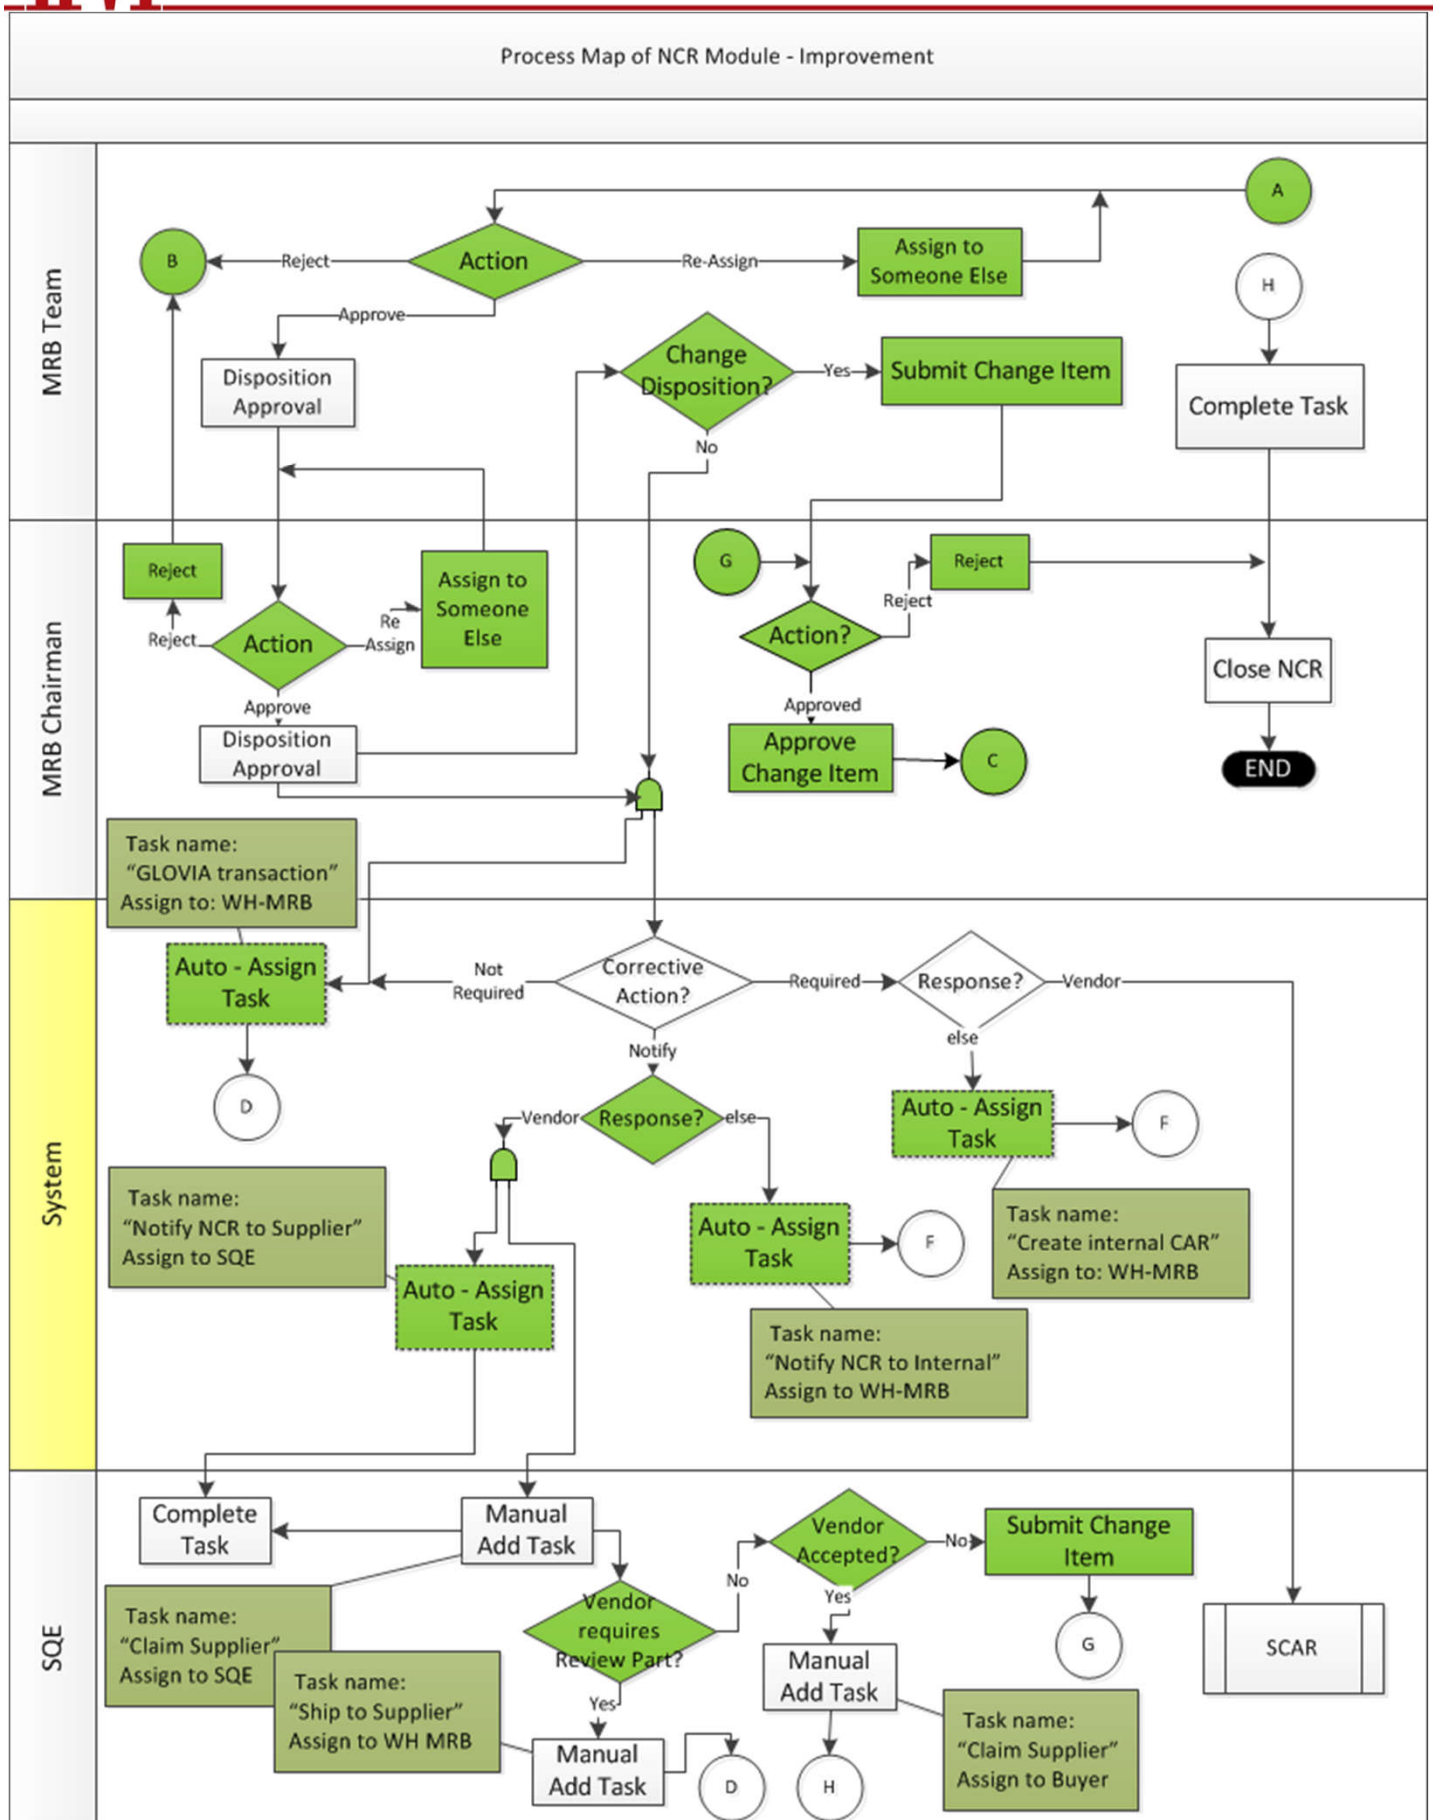 Process Map of NCR Module - Improvement
MRB Team
A
B
Reject
Action
Re-Assign
Assign to
Someone Else
H
Approve
Disposition
Approval
Change
Disposition?
Yes
Submit Change Item
Complete Task
No
MRB Chairman
Reject
Reject
Action
Re
Assign
Assign to
Someone
Else
G
Reject
Reject
Action?
Approve
Disposition
Approval
Approved
Approve
Change Item
C
Close NCR
END
Task name:
“GLOVIA transaction”
Assign to: WH-MRB
System
Auto - Assign
Task
Not
Required
Corrective
Action?
Required
Response?
Vendor
else
Notify
D
Vendor
Response?
else
Auto - Assign
Task
F
Task name:
“Notify NCR to Supplier”
Assign to SQE
Auto - Assign
Task
Auto - Assign
Task
F
Task name:
“Create internal CAR”
Assign to: WH-MRB
Task name:
“Notify NCR to Internal”
Assign to WH-MRB
SQE
Complete
Task
Manual
Add Task
Vendor
Accepted?
No
Submit Change
Item
No
Yes
Vendor
requires
Review Part?
Task name:
“Claim Supplier”
Assign to SQE
Task name:
“Ship to Supplier”
Assign to WH MRB
Yes
Manual
Add Task
D
Manual
Add Task
H
G
SCAR
Task name:
“Claim Supplier”
Assign to Buyer